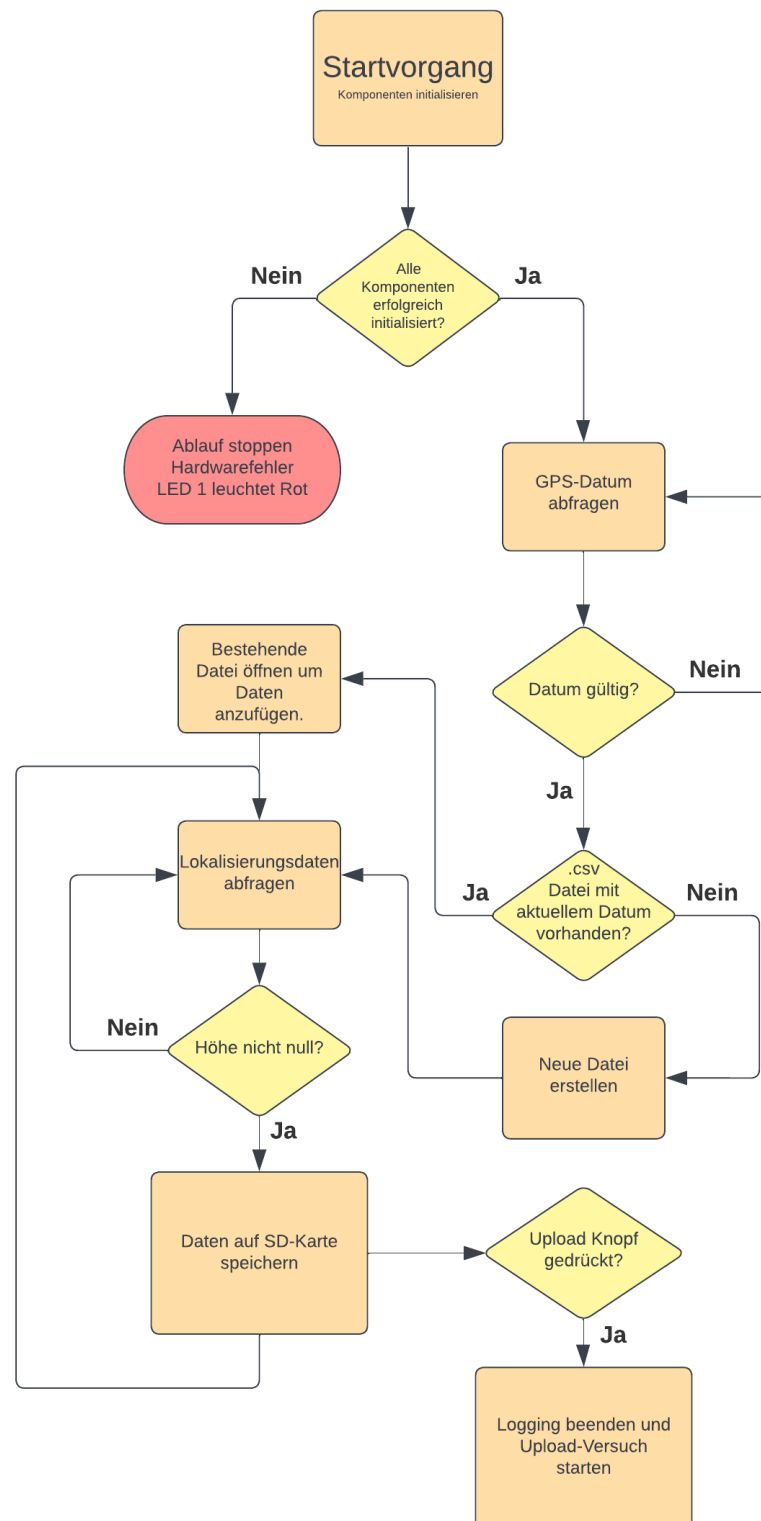 Startvorgang
Komponenten initialisieren
Nein
Ja
Alle
Komponenten
erfolgreich
initialisiert?
Ablauf stoppen
Hardwarefehler
LED 1 leuchtet Rot
GPS-Datum
abfragen
Datum gültig?
Nein
Ja
.csv
Datei mit
aktuellem Datum
vorhanden?
Ja
Nein
Bestehende
Datei öffnen um
Daten
anzufügen.
Neue Datei
erstellen
Lokalisierungsdaten
abfragen
Höhe nicht null?
Nein
Ja
Daten auf SD-Karte
speichern
Upload Knopf
gedrückt?
Ja
Logging beenden und
Upload-Versuch
starten